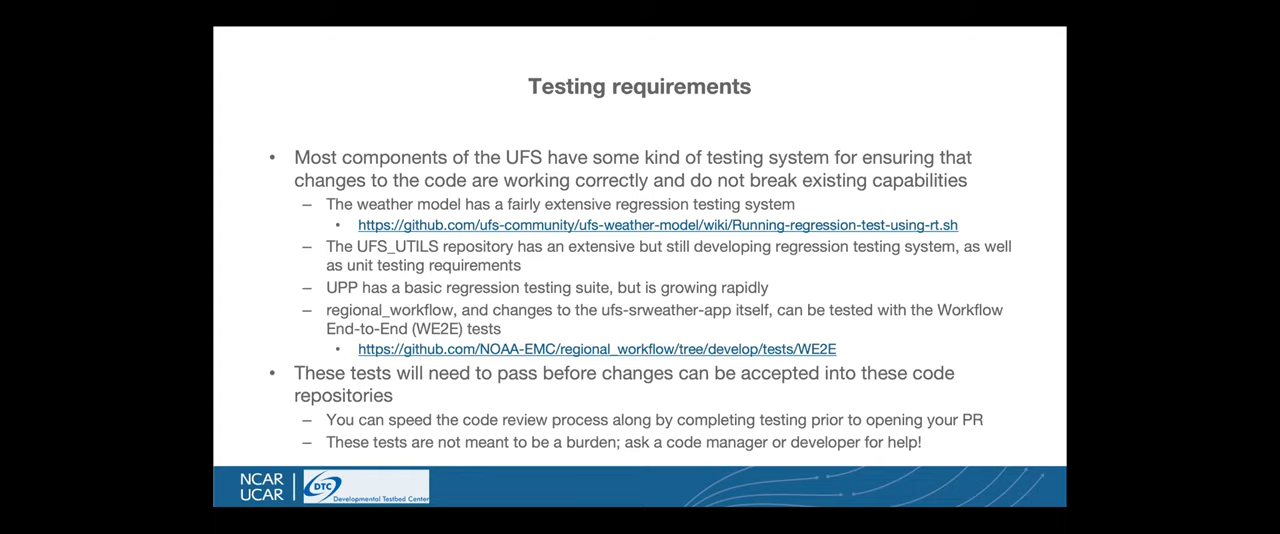 Testing requirements
• Most components of the UFS have some kind of testing system for ensuring that
changes to the code are working correctly and do not break existing capabilities
– The weather model has a fairly extensive regression testing system
• https://github.com/ufs-community/ufs-weather-model/wiki/Running-regression-test-using-rt.sh
– The UFS_UTILS repository has an extensive but still developing regression testing system, as well
as unit testing requirements
– UPP has a basic regression testing suite, but is growing rapidly
– regional_workflow, and changes to the ufs-srweather-app itself, can be tested with the Workflow
End-to-End (WE2E) tests
• https://github.com/NOAA-EMC/regional_workflow/tree/develop/tests/WE2E
• These tests will need to pass before changes can be accepted into these code
repositories
– You can speed the code review process along by completing testing prior to opening your PR
– These tests are not meant to be a burden; ask a code manager or developer for help!
NCAR
UCAR
DTC
Developmental Testbed Center